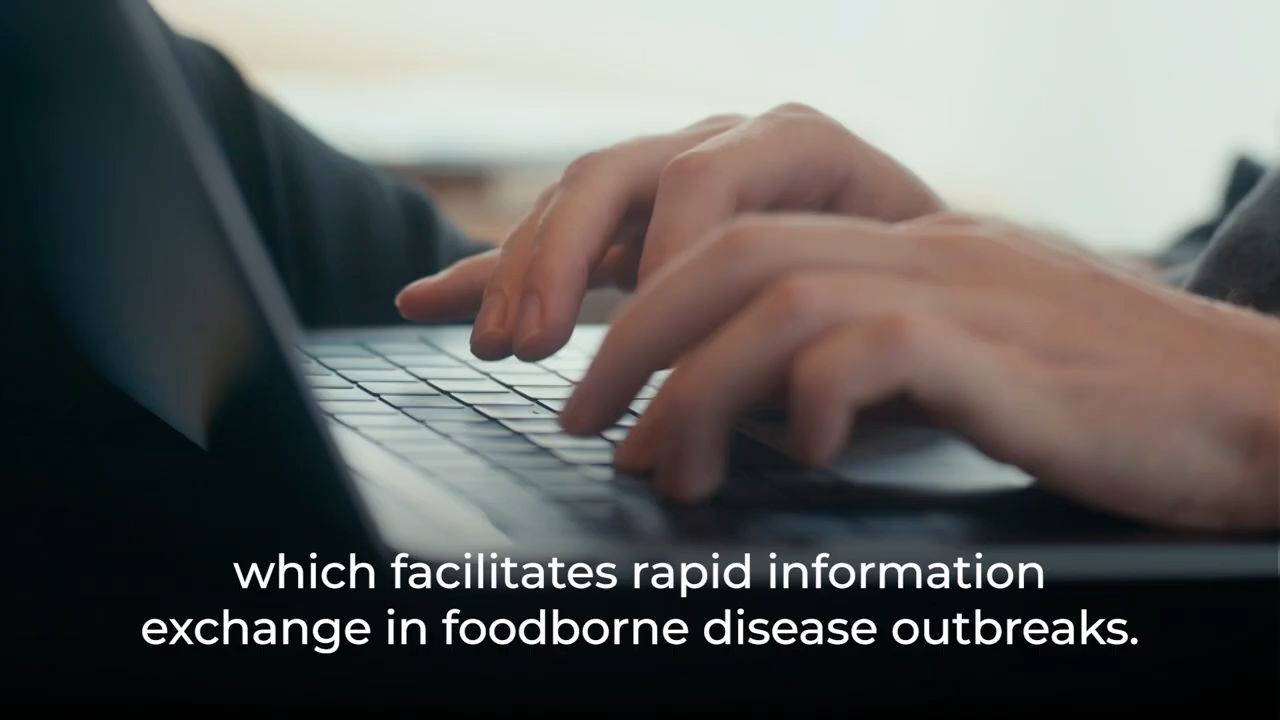 which facilitates rapid information
exchange in foodborne disease outbreaks.